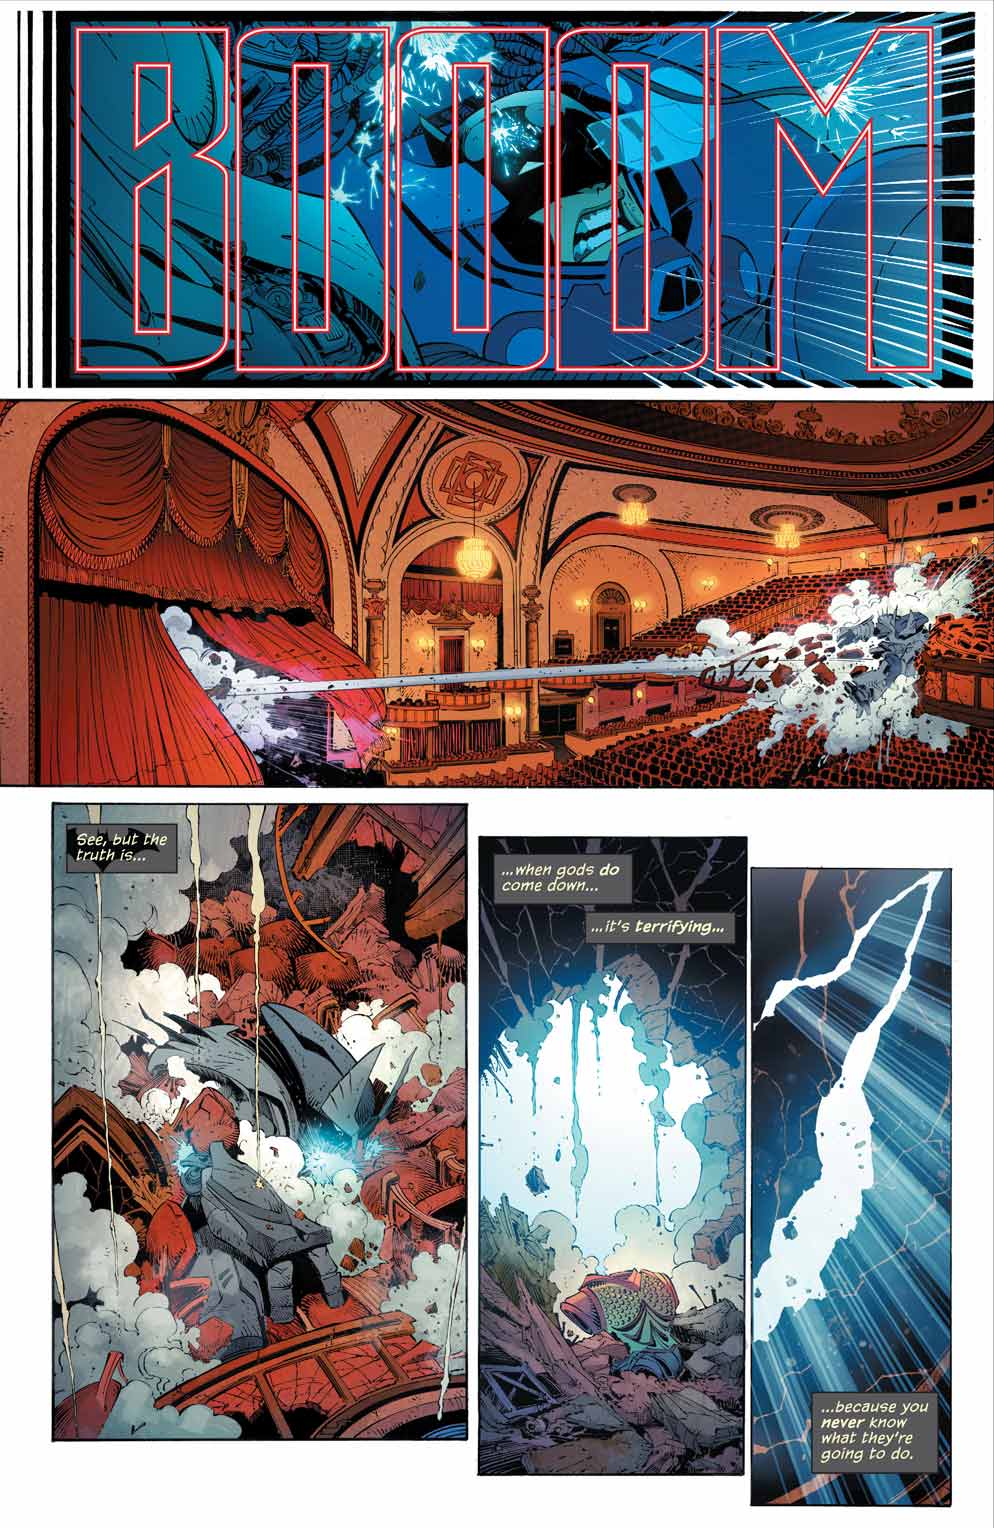 BOOOM
See, but the
truth is...
...when gods do
come down...
...it's terrifying...
...because you
never know
what they're
going to do.